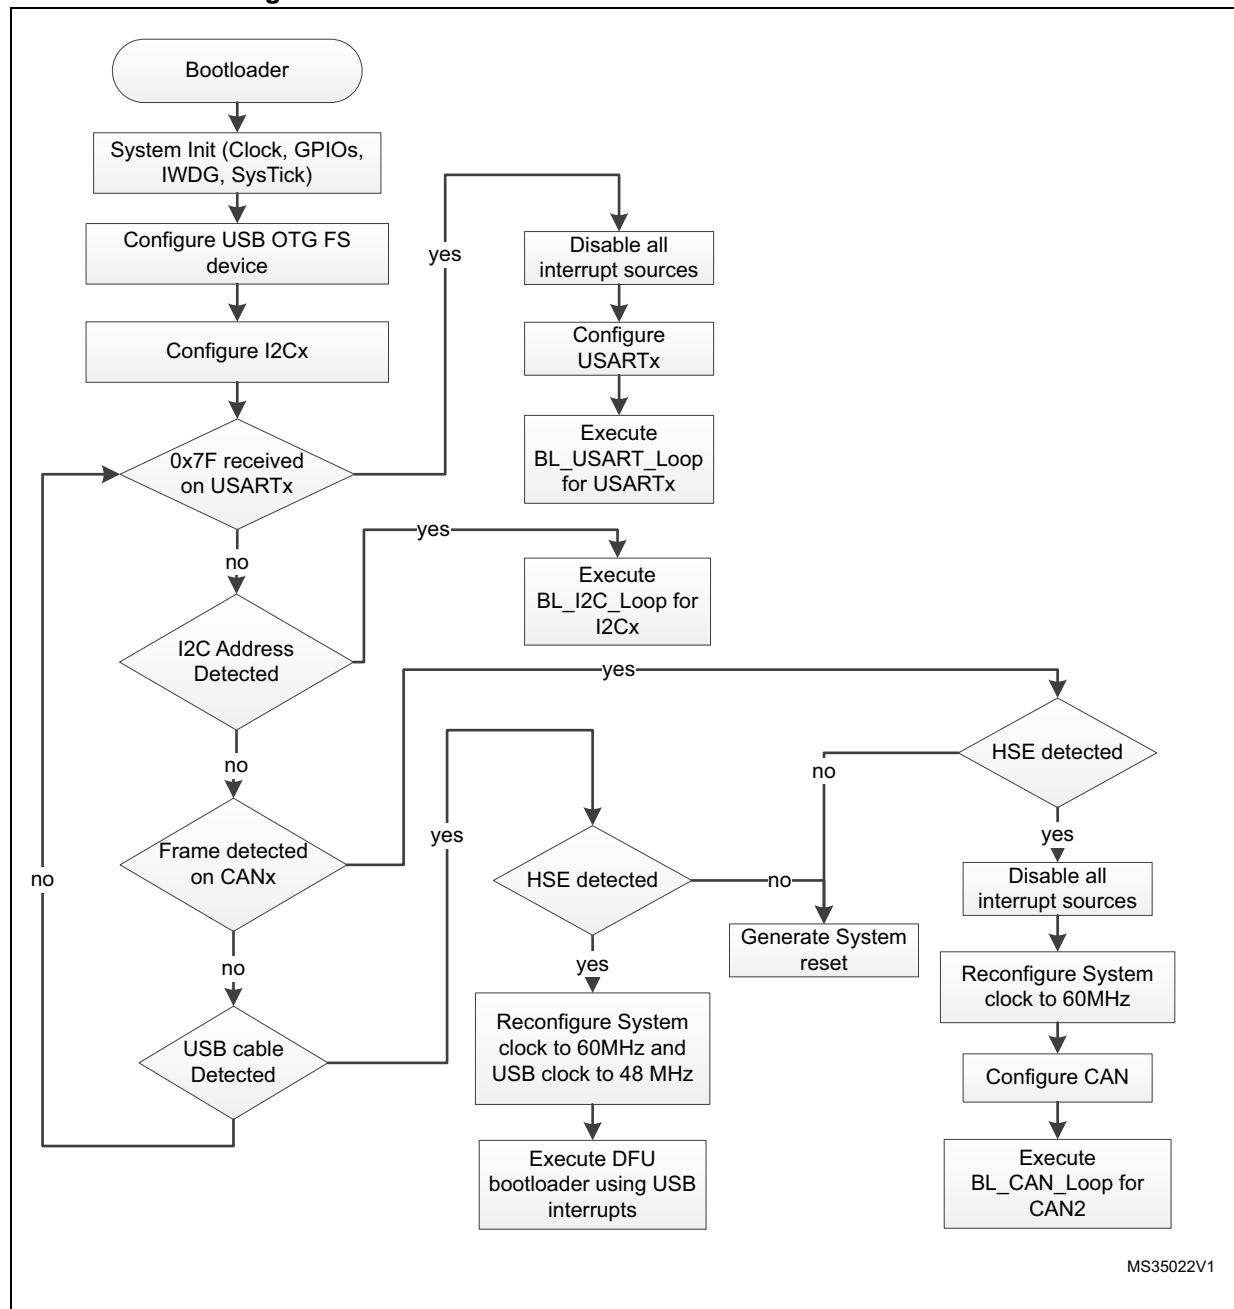 Bootloader
System Init (Clock, GPIOs,
IWDG, SysTick)
Configure USB OTG FS
device
Configure I2Cx
0x7F received
on USARTx
yes
Disable all
interrupt sources
Configure
USARTx
Execute
BL_USART_Loop
for USARTx
no
I2C Address
Detected
yes
Execute
BL_I2C_Loop for
I2Cx
no
Frame detected
on CANx
yes
HSE detected
no
yes
Disable all
interrupt sources
Reconfigure System
clock to 60MHz
Configure CAN
Execute
BL_CAN_Loop for
CAN2
no
USB cable
Detected
yes
HSE detected
no
Generate System
reset
yes
Reconfigure System
clock to 60MHz and
USB clock to 48 MHz
Execute DFU
bootloader using USB
interrupts
no
MS35022V1